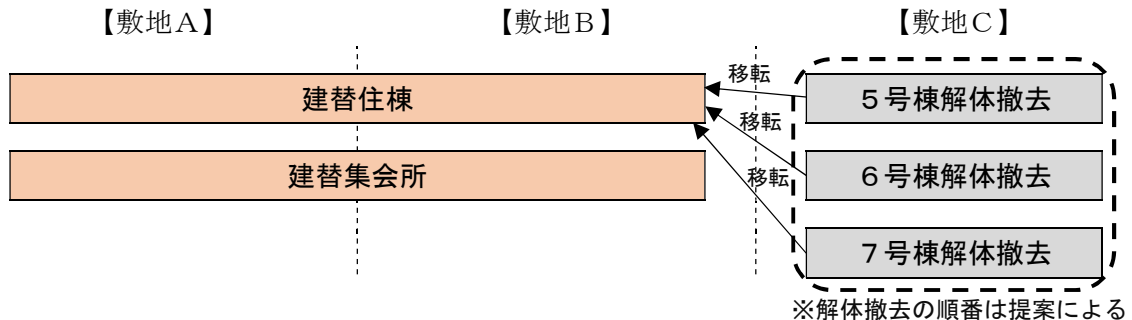 【敷地Ａ】 【敷地Ｂ】 【敷地Ｃ】
建替住棟
移転
５号棟解体撤去
移転
建替集会所
６号棟解体撤去
移転
７号棟解体撤去
※解体撤去の順番は提案による